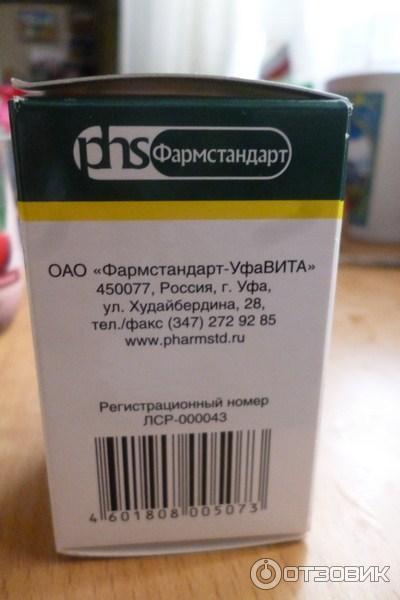 phs Фармстандарт
ОАО «Фармстандарт-УфаВИТА»
450077, Россия, г. Уфа,
ул. Худайбердина, 28,
тел./факс (347) 272 92 85
www.pharmstd.ru
Регистрационный номер
ЛСР-000043
4 601808 005073
ОТЗОВИК